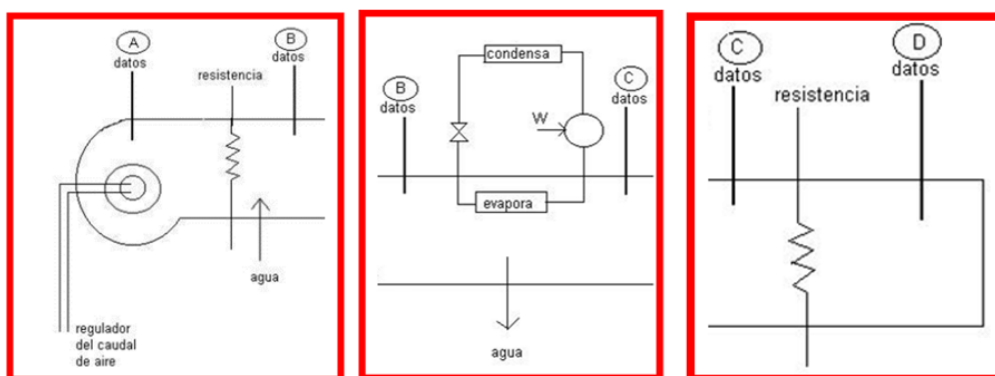 A
datos
B
datos
resistencia
agua
regulador
del caudal
de aire
condensa
B
datos
C
datos
W
evapora
agua
C
datos
D
datos
resistencia